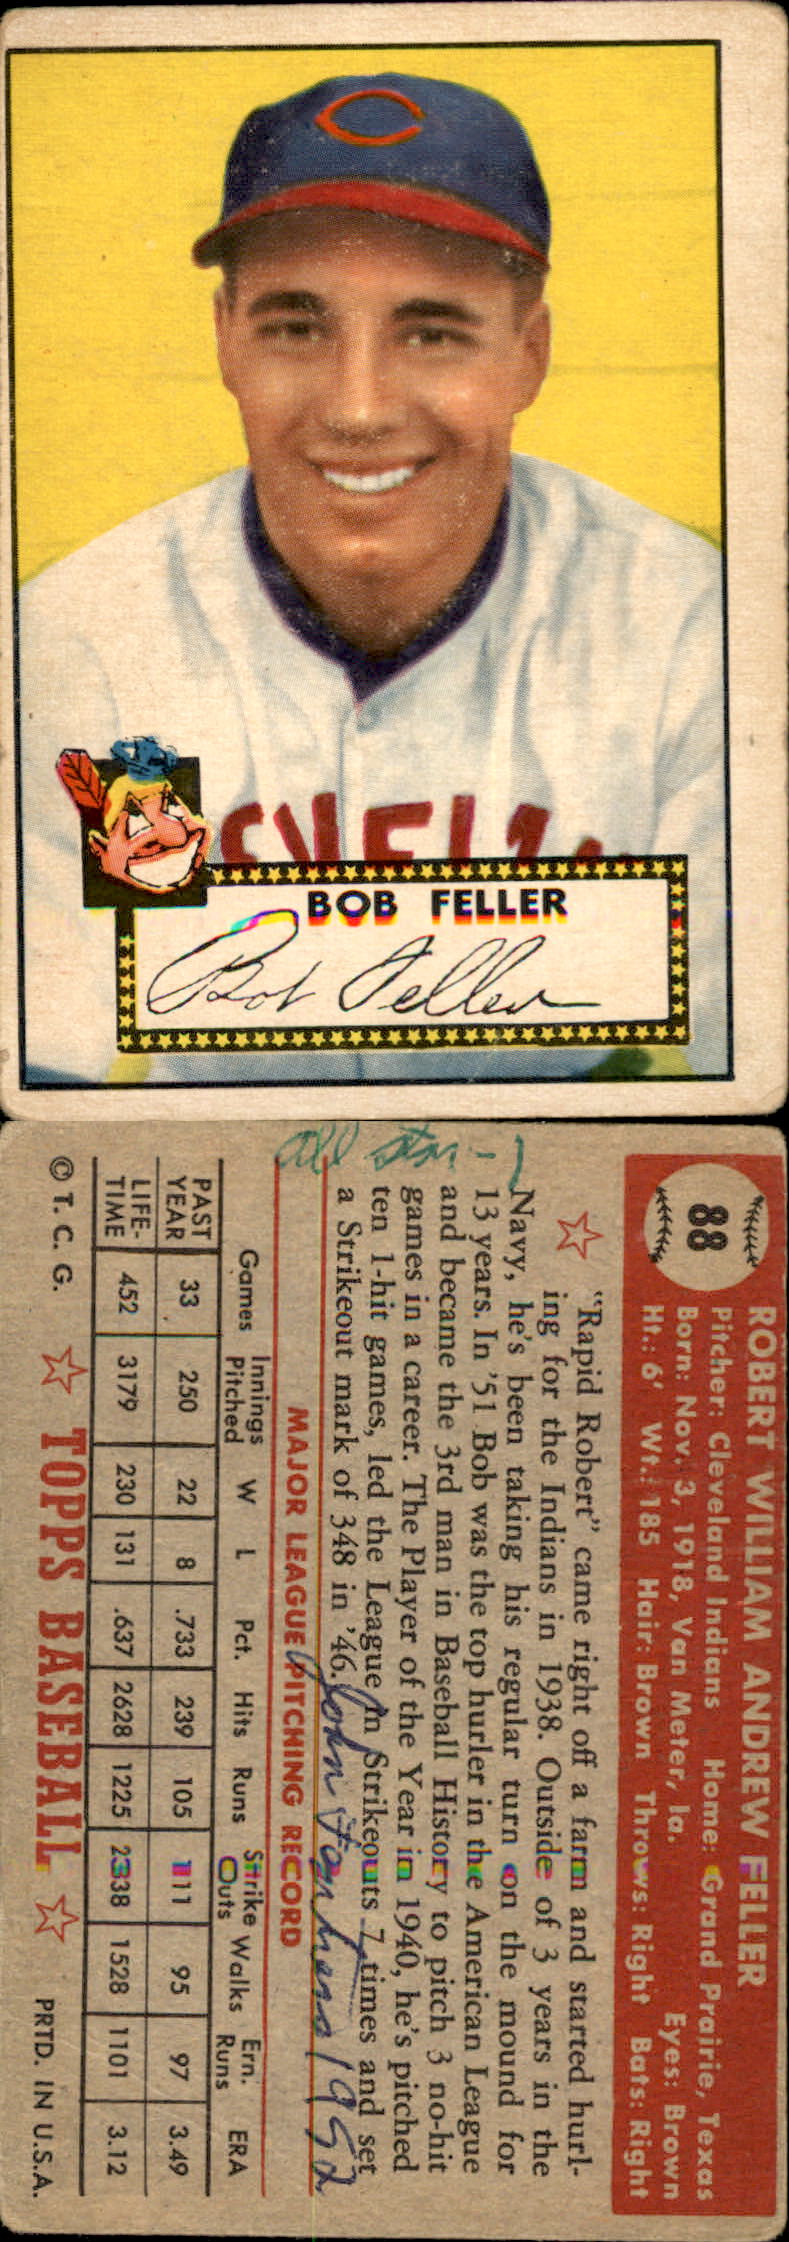 C
CLEVELAN
BOB FELLER
Bob Feller
88
ROBERT WILLIAM ANDREW FELLER
Pitcher: Cleveland Indians Home: Grand Prairie, Texas
Born: Nov. 3, 1918, Van Meter, Ia. Eyes: Brown
Ht.: 6' Wt.: 185 Hair: Brown Throws: Right Bats: Right
"Rapid Robert" came right off a farm and started hurl-
ing for the Indians in 1938. Outside of 3 years in the
Navy, he's been taking his regular turn on the mound for
13 years. In '51 Bob was the top hurler in the American League
and became the 3rd man in Baseball History to pitch 3 no-hit
games in a career. The Player of the Year in 1940, he's pitched
ten 1-hit games, led the League in Strikeouts 7 times and set
a Strikeout mark of 348 in '46.
all star - 1
John 1952
MAJOR LEAGUE PITCHING RECORD
Games Innings Pitched W L Pct. Hits Runs Strike Outs Walks Ern. Runs ERA
PAST YEAR 33 250 22 8 .733 239 105 111 95 97 3.49
LIFE-TIME 452 3179 230 131 .637 2628 1225 2338 1528 1101 3.12
© T. C. G. TOPPS BASEBALL PRTD. IN U.S.A.